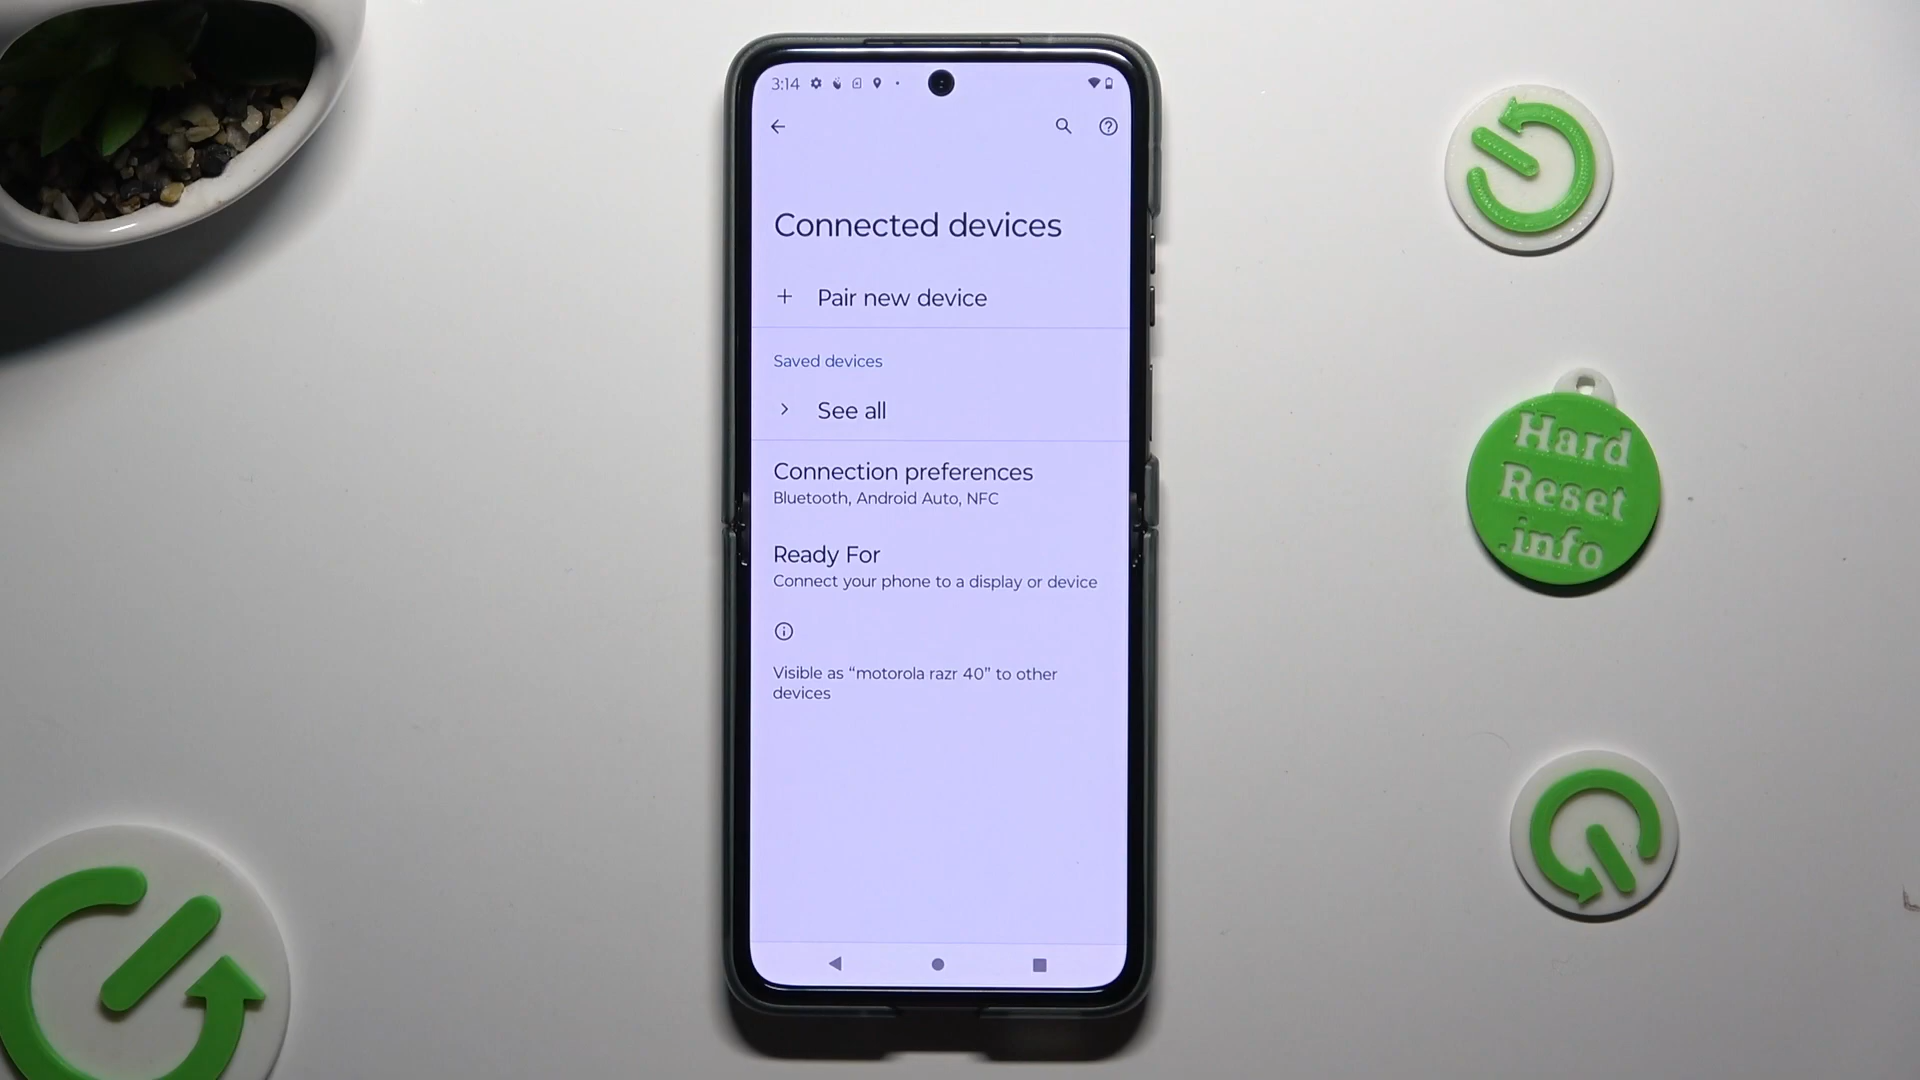 3:14
Connected devices
Pair new device
Saved devices
See all
Connection preferences
Bluetooth, Android Auto, NFC
Ready For
Connect your phone to a display or device
Visible as “motorola razr 40” to other
devices
Hard
Reset
.info